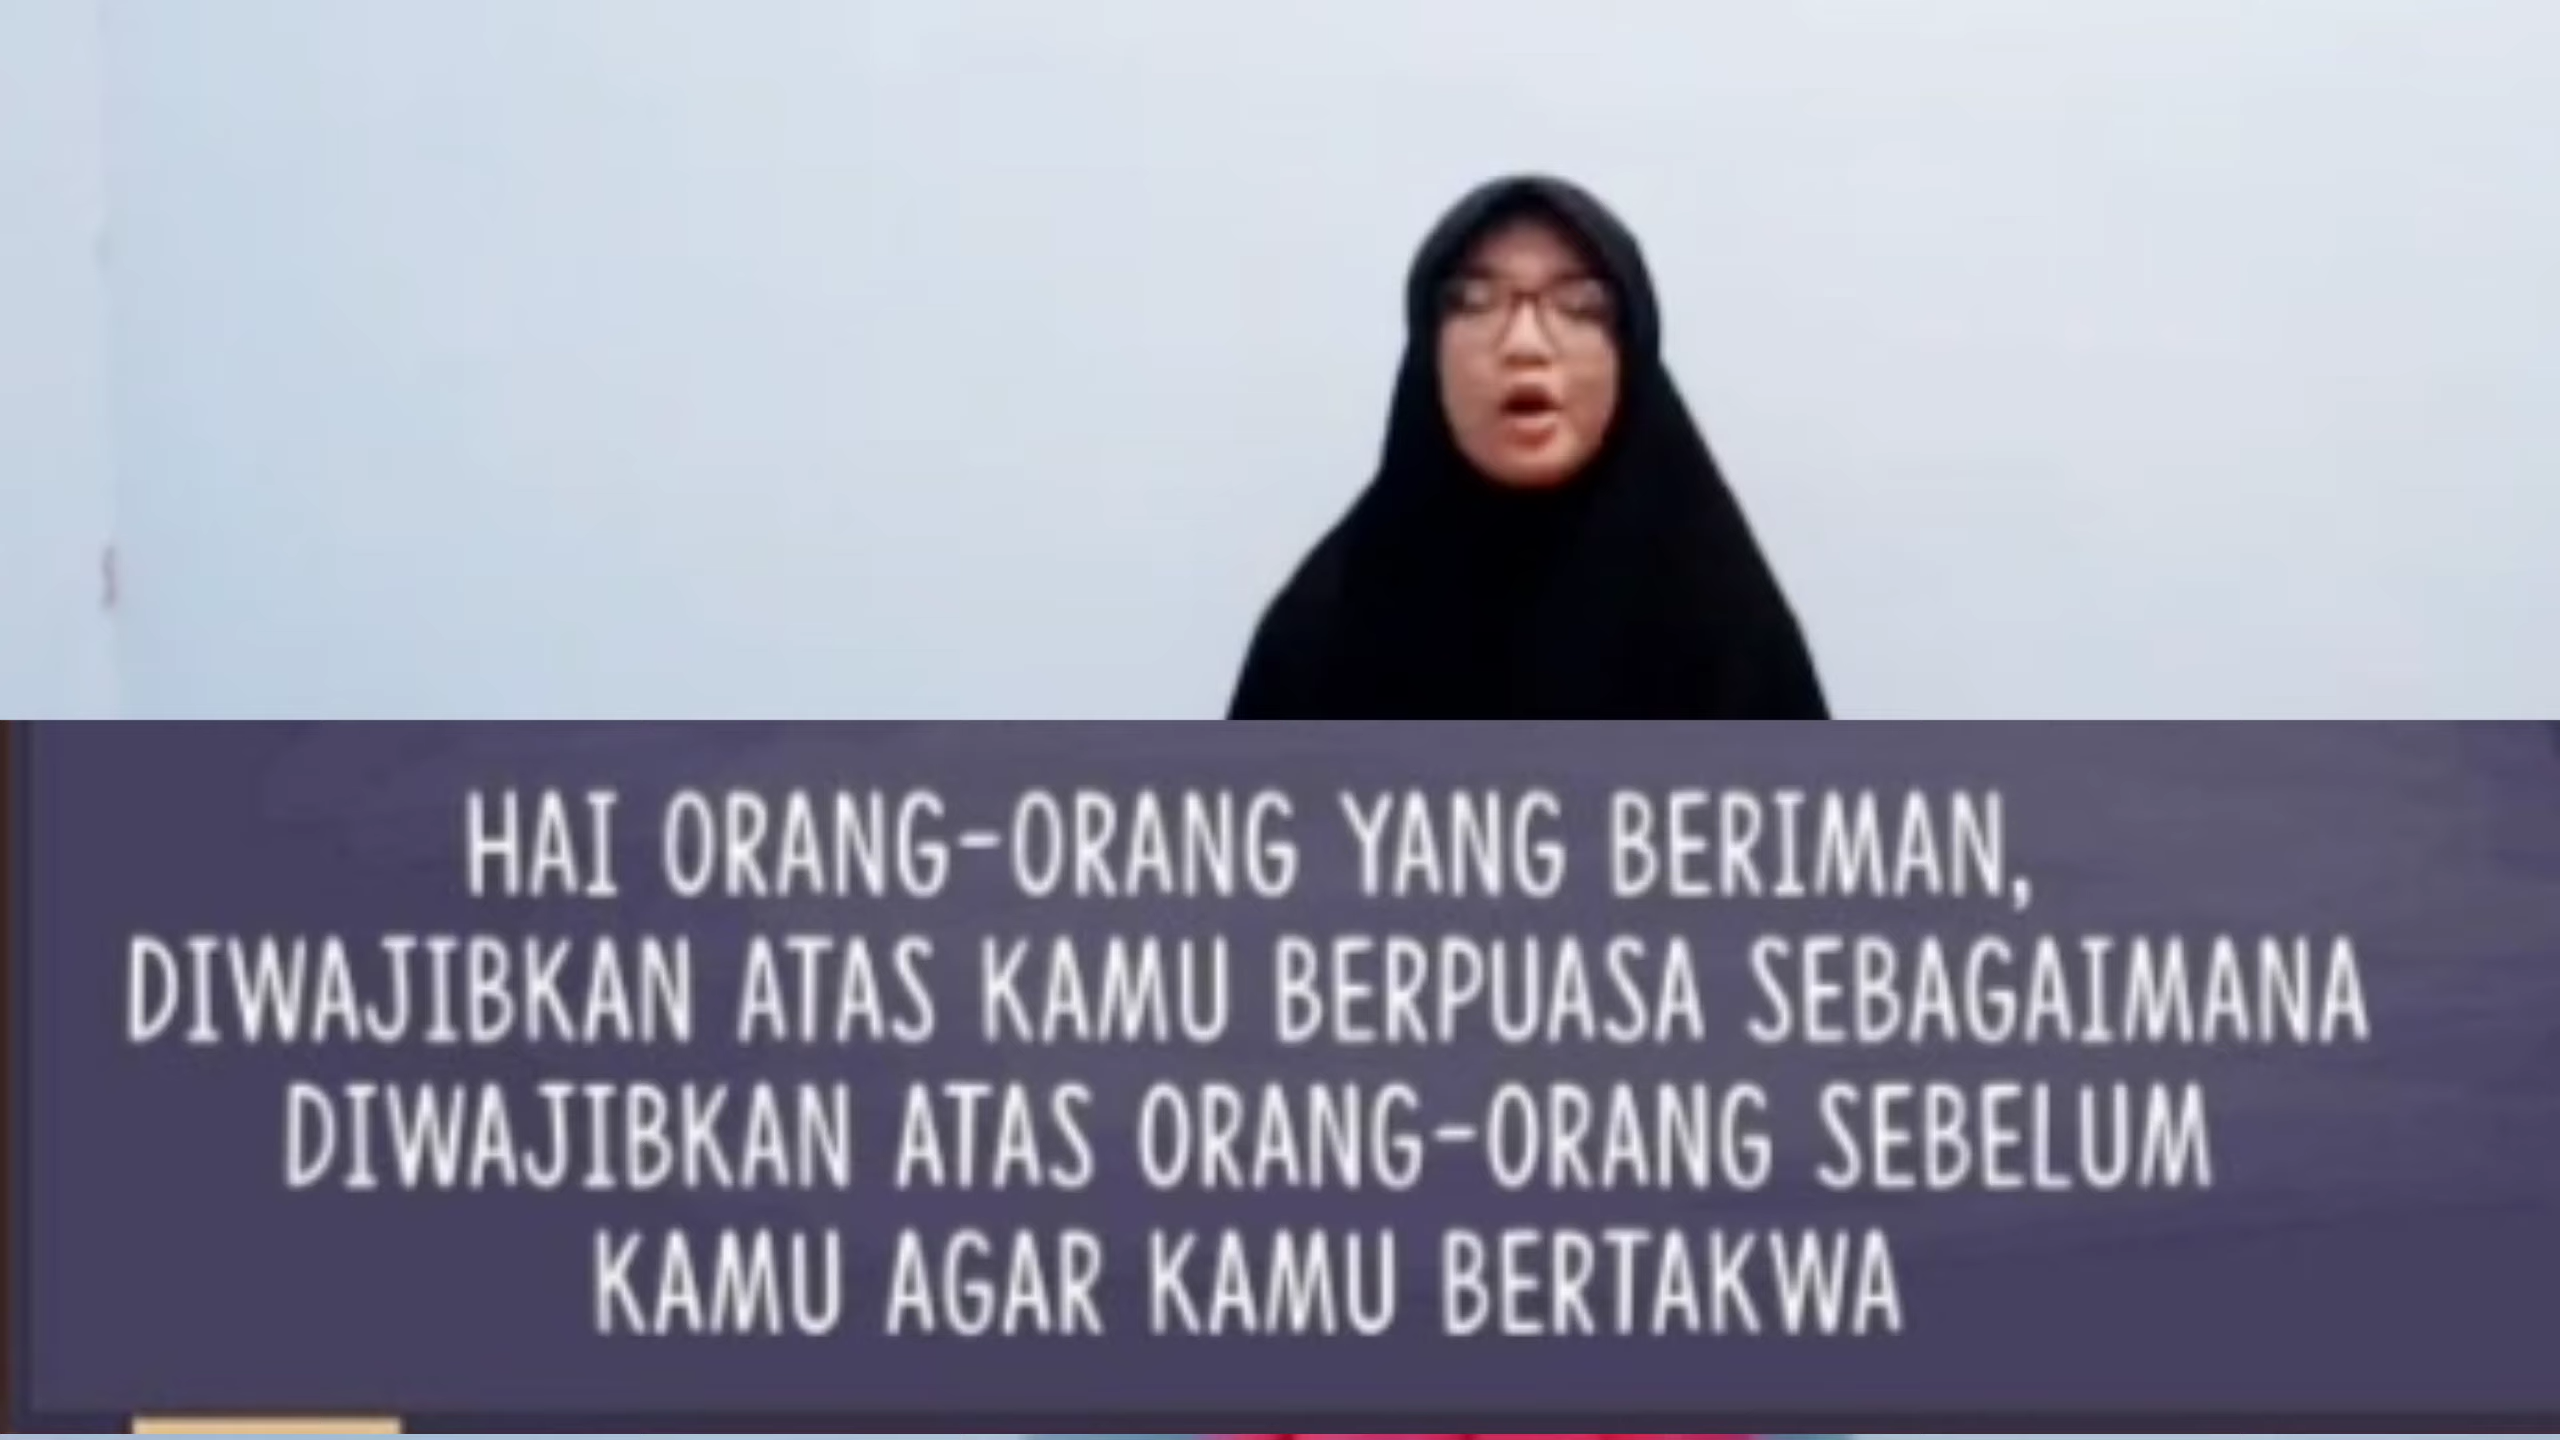 HAI ORANG-ORANG YANG BERIMAN,
DIWAJIBKAN ATAS KAMU BERPUASA SEBAGAIMANA
DIWAJIBKAN ATAS ORANG-ORANG SEBELUM
KAMU AGAR KAMU BERTAKWA